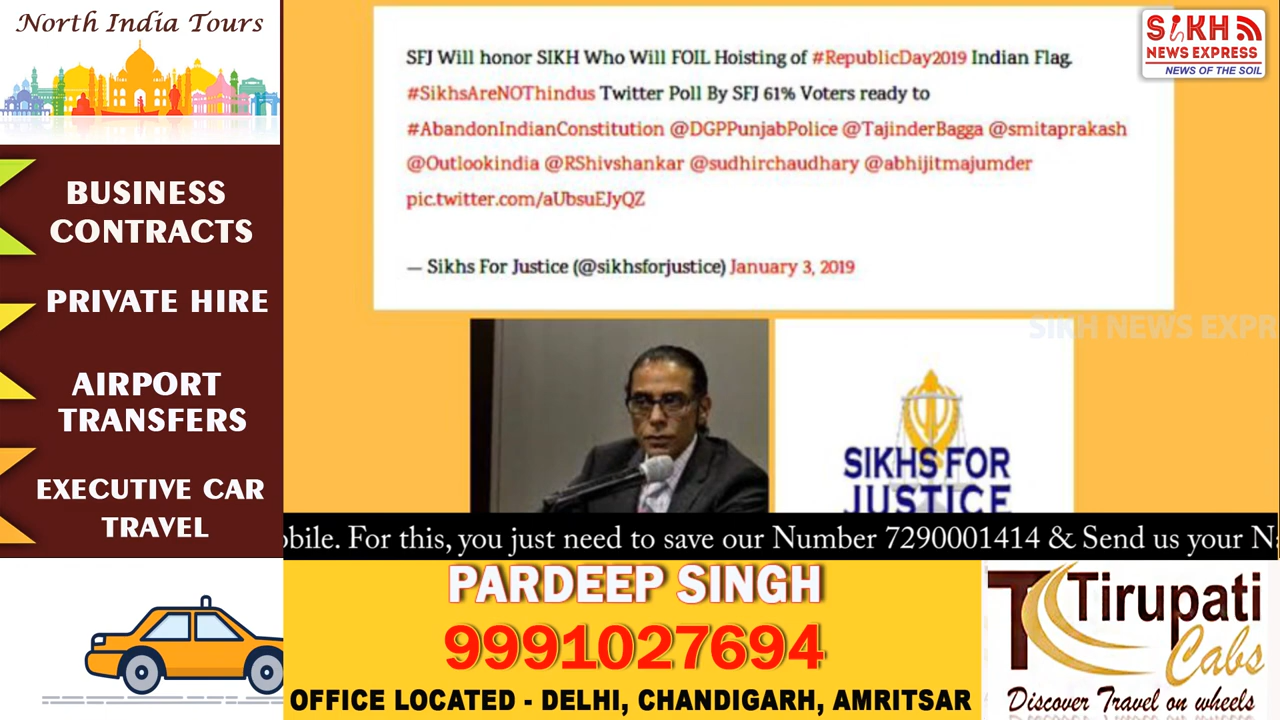 North India Tours
BUSINESS
CONTRACTS
PRIVATE HIRE
AIRPORT
TRANSFERS
EXECUTIVE CAR
TRAVEL
SFJ Will honor SIKH Who Will FOIL Hoisting of #RepublicDay2019 Indian Flag.
#SikhsAreNOThindus Twitter Poll By SFJ 61% Voters ready to
#AbandonIndianConstitution @DGPPunjabPolice @TajinderBagga @smitaprakash
@Outlookindia @RShivshankar @sudhirchaudhary @abhijitmajumder
pic.twitter.com/aUbsuEJyQZ
— Sikhs For Justice (@sikhsforjustice) January 3, 2019
SIKH
NEWS EXPRESS
NEWS OF THE SOIL
SIKH NEWS EXPR
SIKHS FOR
JUSTICE
obile. For this, you just need to save our Number 7290001414 & Send us your N
PARDEEP SINGH
9991027694
OFFICE LOCATED - DELHI, CHANDIGARH, AMRITSAR
Tirupati
Cabs
Discover Travel on wheels